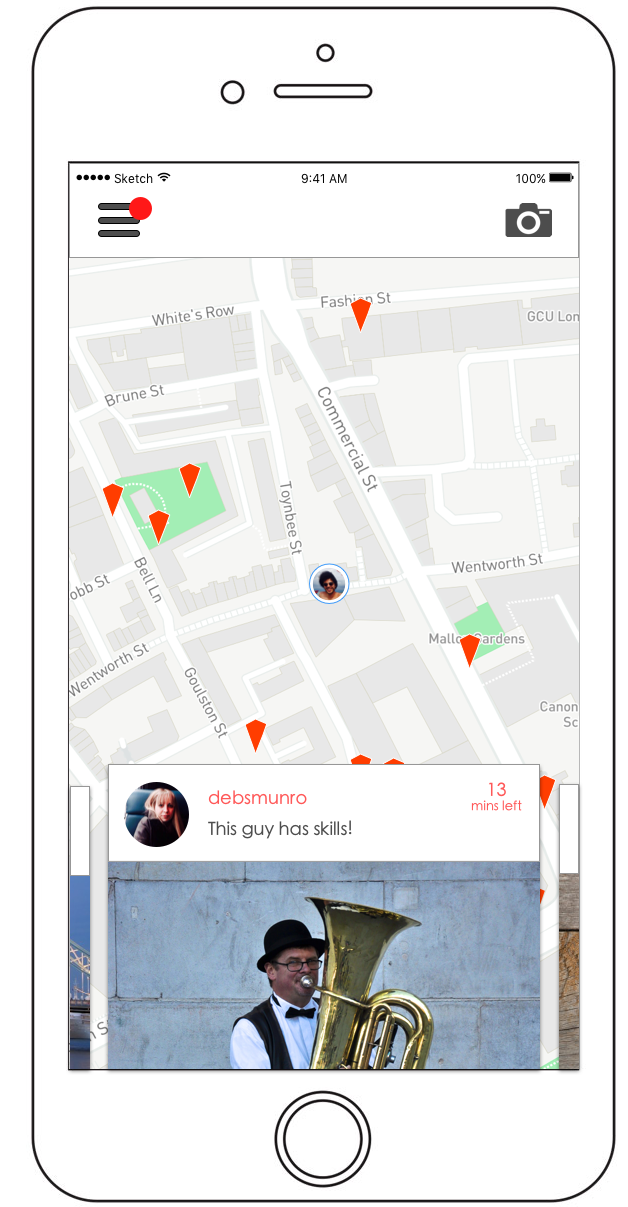 Sketch 9:41 AM 100%
Fashion St
White's Row
GCU Lon
Brune St
Commercial St
Toynbee St
Wentworth St
Bell Ln
obb St
Gardens
Wentworth St
Goulston St
Canon
Sc
debsmunro
13
mins left
This guy has skills!